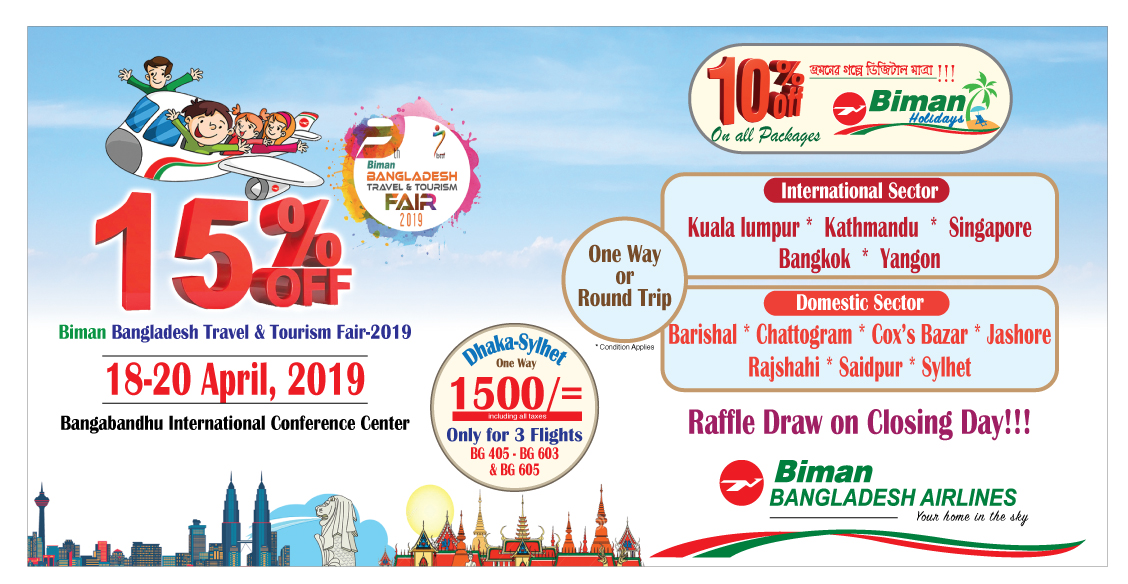 15% OFF
9th
bttf
Biman
BANGLADESH
TRAVEL & TOURISM
FAIR
2019
Biman Bangladesh Travel & Tourism Fair-2019
18-20 April, 2019
Bangabandhu International Conference Center
Dhaka-Sylhet
One Way
1500/=
including all taxes
Only for 3 Flights
BG 405 - BG 603
& BG 605
10% off
On all Packages
ভ্রমনের গল্পে ডিজিটাল মাত্রা !!!
Biman
Holidays
One Way
or
Round Trip
* Condition Applies
International Sector
Kuala lumpur * Kathmandu * Singapore
Bangkok * Yangon
Domestic Sector
Barishal * Chattogram * Cox's Bazar * Jashore
Rajshahi * Saidpur * Sylhet
Raffle Draw on Closing Day!!!
Biman
BANGLADESH AIRLINES
Your home in the sky